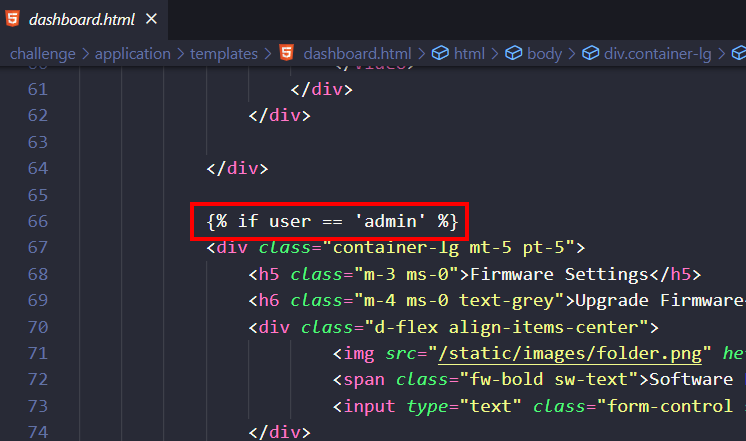 dashboard.html ×
challenge > application > templates > dashboard.html > html > body > div.container-lg >
60 </video>
61 </div>
62 </div>
63
64 </div>
65
66 {% if user == 'admin' %}
67 <div class="container-lg mt-5 pt-5">
68 <h5 class="m-3 ms-0">Firmware Settings</h5>
69 <h6 class="m-4 ms-0 text-grey">Upgrade Firmware<
70 <div class="d-flex align-items-center">
71 <img src="/static/images/folder.png" he
72 <span class="fw-bold sw-text">Software
73 <input type="text" class="form-control
74 </div>